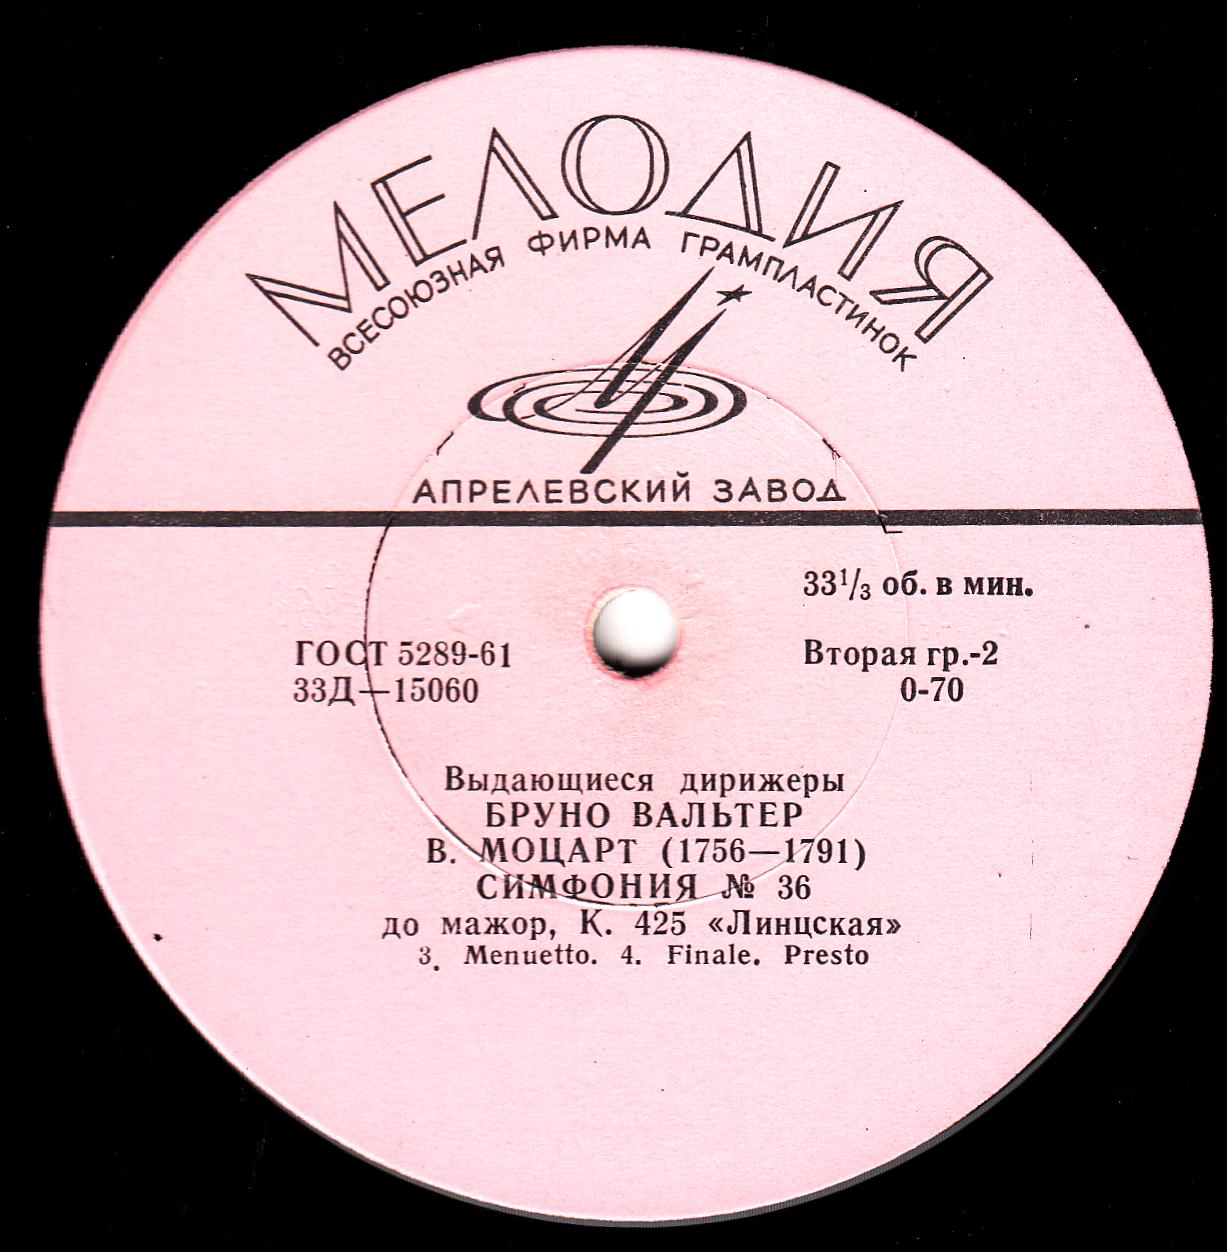 МЕЛОДИЯ
ВСЕСОЮЗНАЯ ФИРМА ГРАМПЛАСТИНОК
АПРЕЛЕВСКИЙ ЗАВОД
33 1/3 об. в мин.
ГОСТ 5289-61
33Д—15060
Вторая гр.-2
0-70
Выдающиеся дирижеры
БРУНО ВАЛЬТЕР
В. МОЦАРТ (1756—1791)
СИМФОНИЯ № 36
до мажор, К. 425 «Линцская»
3. Menuetto. 4. Finale. Presto